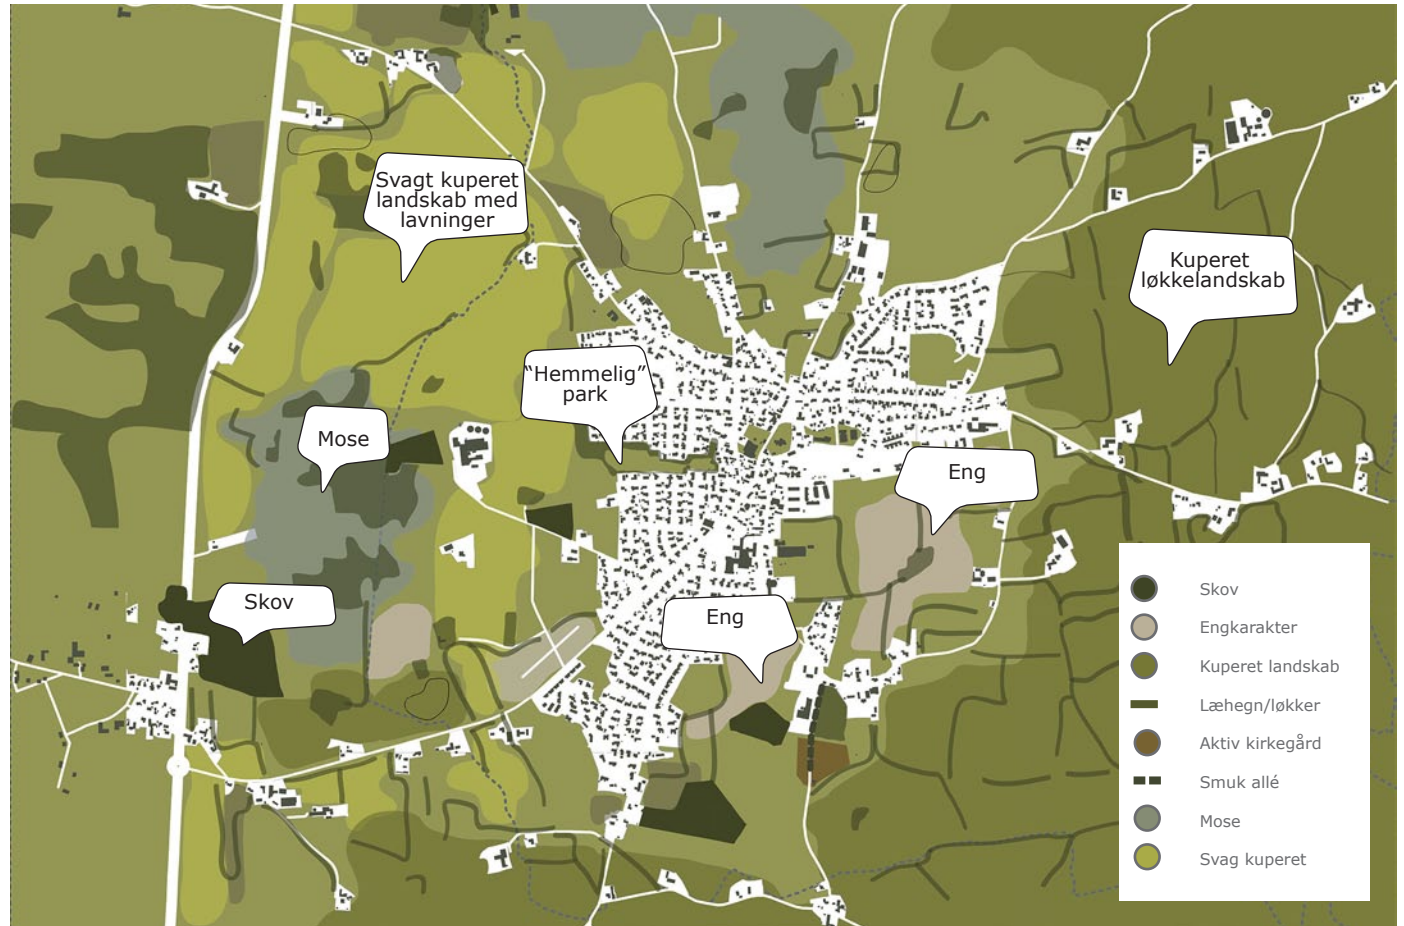 Svagt kuperet
landskab med
lavninger
Kuperet
løkkelandskab
“Hemmelig”
park
Mose
Eng
Skov
Eng
Skov
Engkarakter
Kuperet landskab
Læhegn/løkker
Aktiv kirkegård
Smuk allé
Mose
Svag kuperet